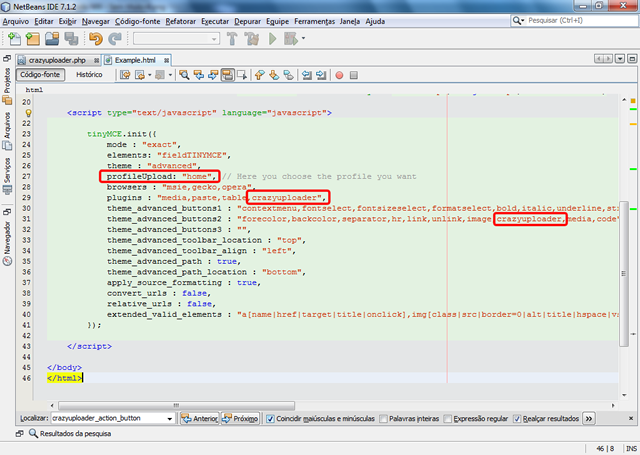 NetBeans IDE 7.1.2
Arquivo Editar Exibir Navegar Código-fonte Refatorar Executar Depurar Equipe Ferramentas Janela Ajuda
Pesquisar (Ctrl+I)
crazyuploader.php Example.html
Código-fonte Histórico
html
Projetos
Arquivos
Serviços
Navegador
20
21 <script type="text/javascript" language="javascript">
22
23 tinyMCE.init({
24 mode : "exact",
25 elements: "fieldTINYMCE",
26 theme : "advanced",
27 profileUpload: "home", // Here you choose the profile you want
28 browsers : "msie,gecko,opera",
29 plugins : "media,paste,table,crazyuploader",
30 theme_advanced_buttons1 : "contextmenu,fontselect,fontsizeselect,formatselect,bold,italic,underline,st
31 theme_advanced_buttons2 : "forecolor,backcolor,separator,hr,link,unlink,image,crazyuploader,media,code"
32 theme_advanced_buttons3 : "",
33 theme_advanced_toolbar_location : "top",
34 theme_advanced_toolbar_align : "left",
35 theme_advanced_path : true,
36 theme_advanced_path_location : "bottom",
37 apply_source_formatting : true,
38 convert_urls : false,
39 relative_urls : false,
40 extended_valid_elements : "a[name|href|target|title|onclick],img[class|src|border=0|alt|title|hspace|vs
41 });
42
43 </script>
44
45 </body>
46 </html>
Localizar: crazyuploader_action_button Anterior Próximo Coincidir maiúsculas e minúsculas Palavras inteiras Expressão regular Realçar resultados
Resultados da pesquisa
46 | 8 INS